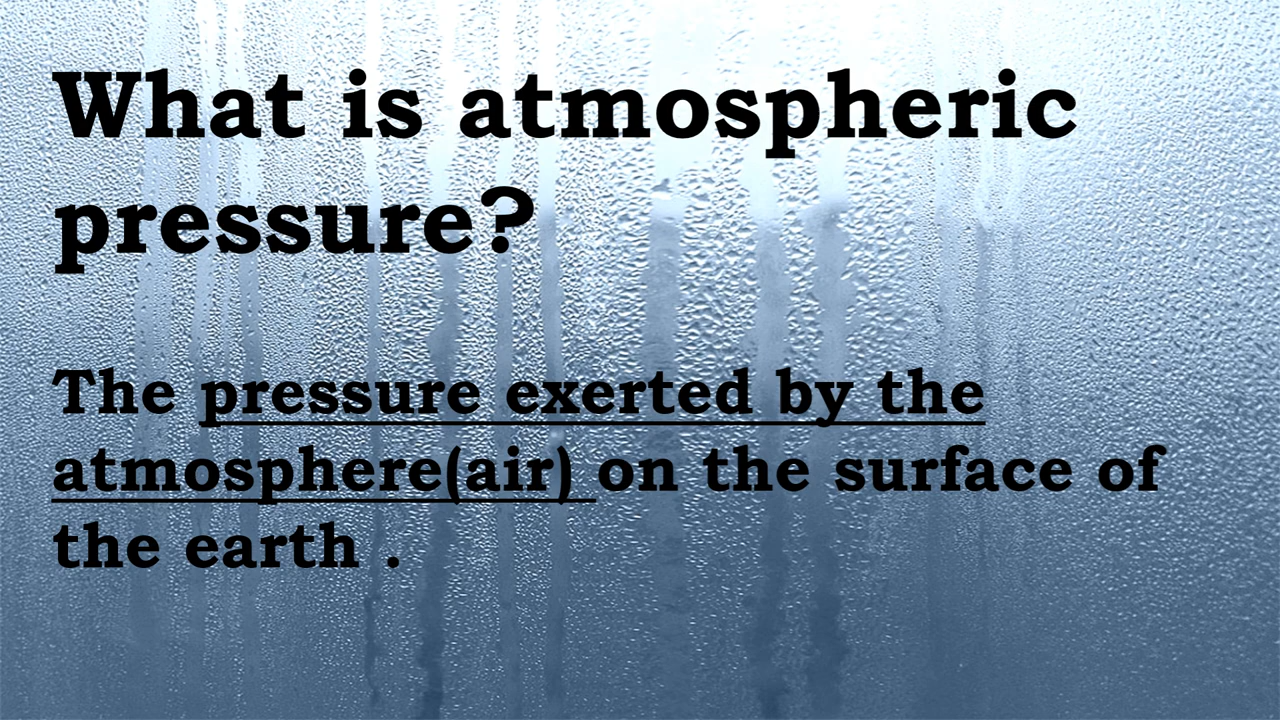 What is atmospheric
pressure?
The pressure exerted by the
atmosphere(air) on the surface of
the earth .